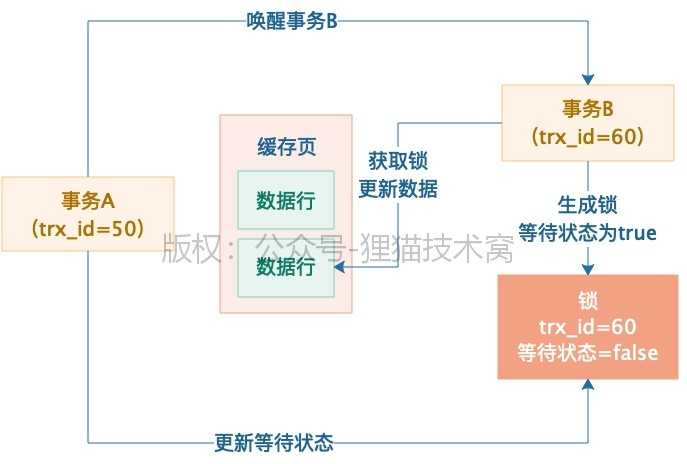 唤醒事务B
事务B
（trx_id=60）
缓存页
获取锁
更新数据
数据行
事务A
（trx_id=50）
生成锁
等待状态为true
版权：公众号-狸猫技术窝
数据行
锁
trx_id=60
等待状态=false
更新等待状态